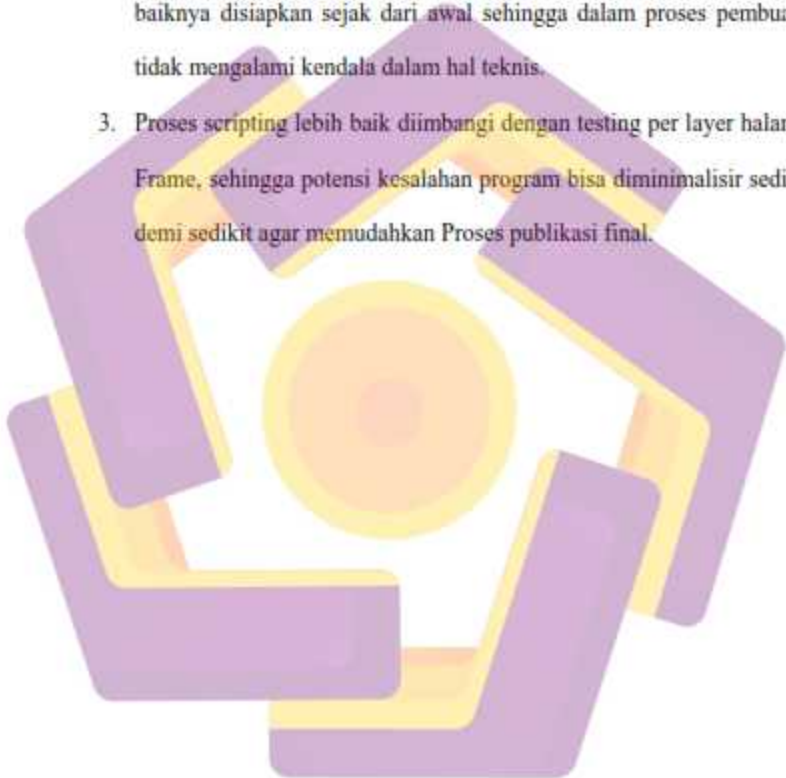 baiknya disiapkan sejak dari awal sehingga dalam proses pembua
tidak mengalami kendala dalam hal teknis.
3. Proses scripting lebih baik diimbangi dengan testing per layer halam
Frame, sehingga potensi kesalahan program bisa diminimalisir sedi
demi sedikit agar memudahkan Proses publikasi final.